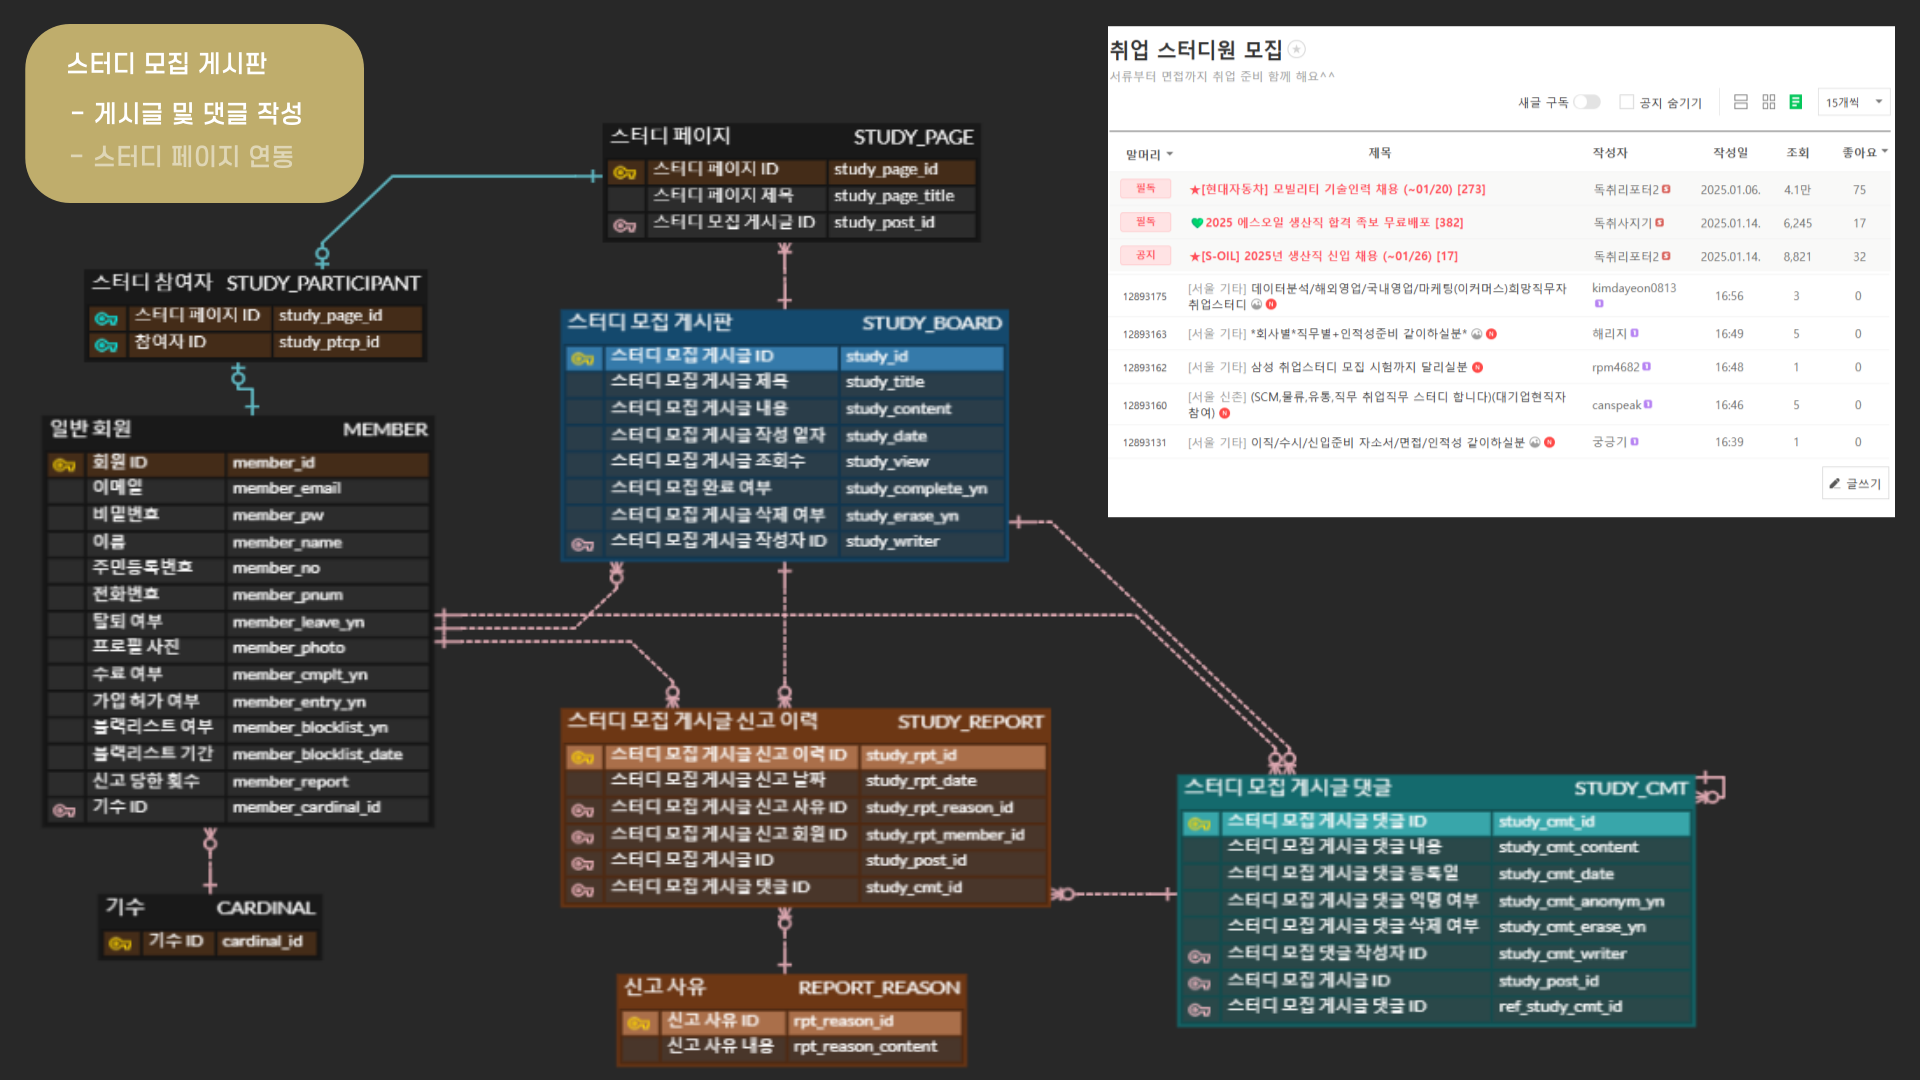 스터디 모집 게시판
- 게시글 및 댓글 작성
- 스터디 페이지 연동
취업 스터디원 모집
서류부터 면접까지 취업 준비 함께 해요^^
새글 구독 공지 숨기기 15개씩
말머리 제목 작성자 작성일 조회 좋아요
필독 ★[현대자동차] 모빌리티 기술인력 채용 (~01/20) [273] 독취리포터2 2025.01.06. 4.1만 75
필독 💚2025 에스오일 생산직 합격 족보 무료배포 [382] 독취사지기 2025.01.14. 6,245 17
공지 ★[S-OIL] 2025년 생산직 신입 채용 (~01/26) [17] 독취리포터2 2025.01.14. 8,821 32
12893175 [서울 기타] 데이터분석/해외영업/국내영업/마케팅(이커머스)희망직무자 취업스터디 N kimdayeon0813 16:56 3 0
12893163 [서울 기타] *회사별*직무별+인적성준비 같이하실분* N 해리지 16:49 5 0
12893162 [서울 기타] 삼성 취업스터디 모집 시험까지 달리실분 N rpm4682 16:48 1 0
12893160 [서울 신촌] (SCM,물류,유통,직무 취업직무 스터디 합니다)(대기업현직자 참여) N canspeak 16:46 5 0
12893131 [서울 기타] 이직/수시/신입준비 자소서/면접/인적성 같이하실분 N 궁긍기 16:39 1 0
글쓰기
스터디 페이지 STUDY_PAGE
스터디 페이지 ID study_page_id
스터디 페이지 제목 study_page_title
스터디 모집 게시글 ID study_post_id
스터디 참여자 STUDY_PARTICIPANT
스터디 페이지 ID study_page_id
참여자 ID study_ptcp_id
스터디 모집 게시판 STUDY_BOARD
스터디 모집 게시글 ID study_id
스터디 모집 게시글 제목 study_title
스터디 모집 게시글 내용 study_content
스터디 모집 게시글 작성 일자 study_date
스터디 모집 게시글 조회수 study_view
스터디 모집 완료 여부 study_complete_yn
스터디 모집 게시글 삭제 여부 study_erase_yn
스터디 모집 게시글 작성자 ID study_writer
일반 회원 MEMBER
회원 ID member_id
이메일 member_email
비밀번호 member_pw
이름 member_name
주민등록번호 member_no
전화번호 member_pnum
탈퇴 여부 member_leave_yn
프로필 사진 member_photo
수료 여부 member_cmplt_yn
가입 허가 여부 member_entry_yn
블랙리스트 여부 member_blocklist_yn
블랙리스트 기간 member_blocklist_date
신고 당한 횟수 member_report
기수 ID member_cardinal_id
기수 CARDINAL
기수 ID cardinal_id
스터디 모집 게시글 신고 이력 STUDY_REPORT
스터디 모집 게시글 신고 이력 ID study_rpt_id
스터디 모집 게시글 신고 날짜 study_rpt_date
스터디 모집 게시글 신고 사유 ID study_rpt_reason_id
스터디 모집 게시글 신고 회원 ID study_rpt_member_id
스터디 모집 게시글 ID study_post_id
스터디 모집 게시글 댓글 ID study_cmt_id
신고 사유 REPORT_REASON
신고 사유 ID rpt_reason_id
신고 사유 내용 rpt_reason_content
스터디 모집 게시글 댓글 STUDY_CMT
스터디 모집 게시글 댓글 ID study_cmt_id
스터디 모집 게시글 댓글 내용 study_cmt_content
스터디 모집 게시글 댓글 등록일 study_cmt_date
스터디 모집 게시글 댓글 익명 여부 study_cmt_anonym_yn
스터디 모집 게시글 댓글 삭제 여부 study_cmt_erase_yn
스터디 모집 댓글 작성자 ID study_cmt_writer
스터디 모집 게시글 ID study_post_id
스터디 모집 게시글 댓글 ID ref_study_cmt_id